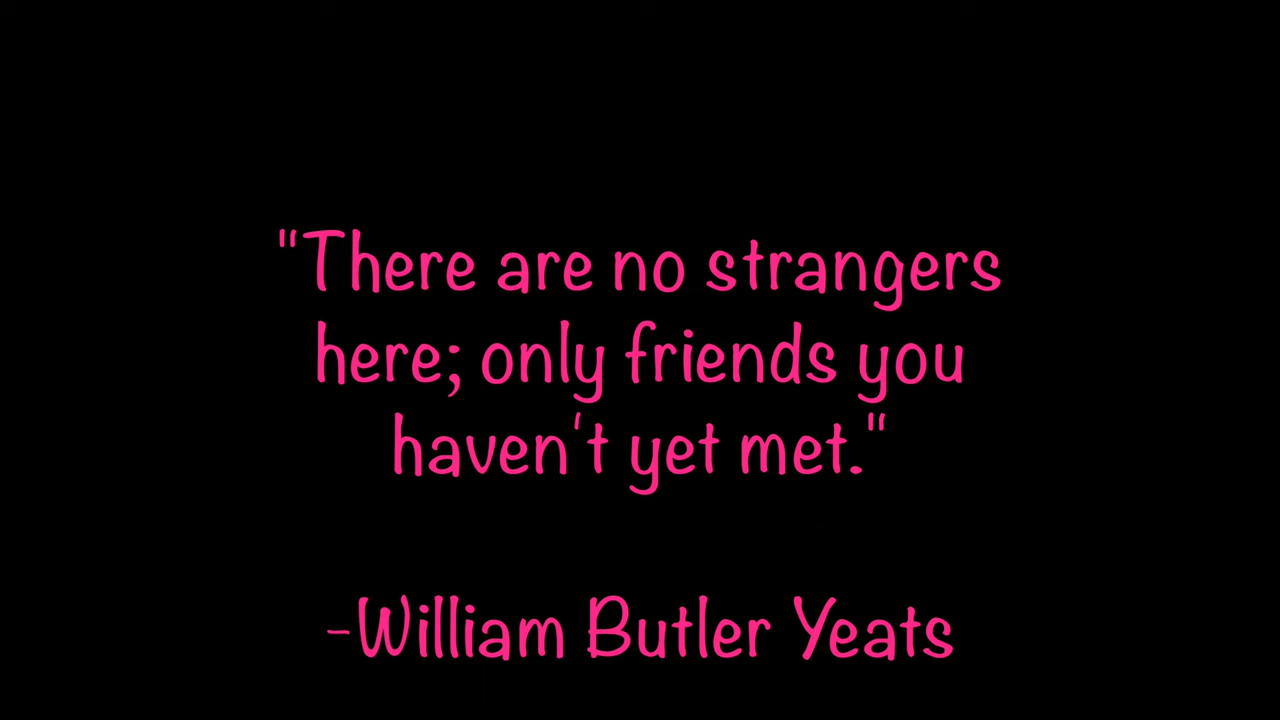 "There are no strangers
here; only friends you
haven't yet met."
-William Butler Yeats